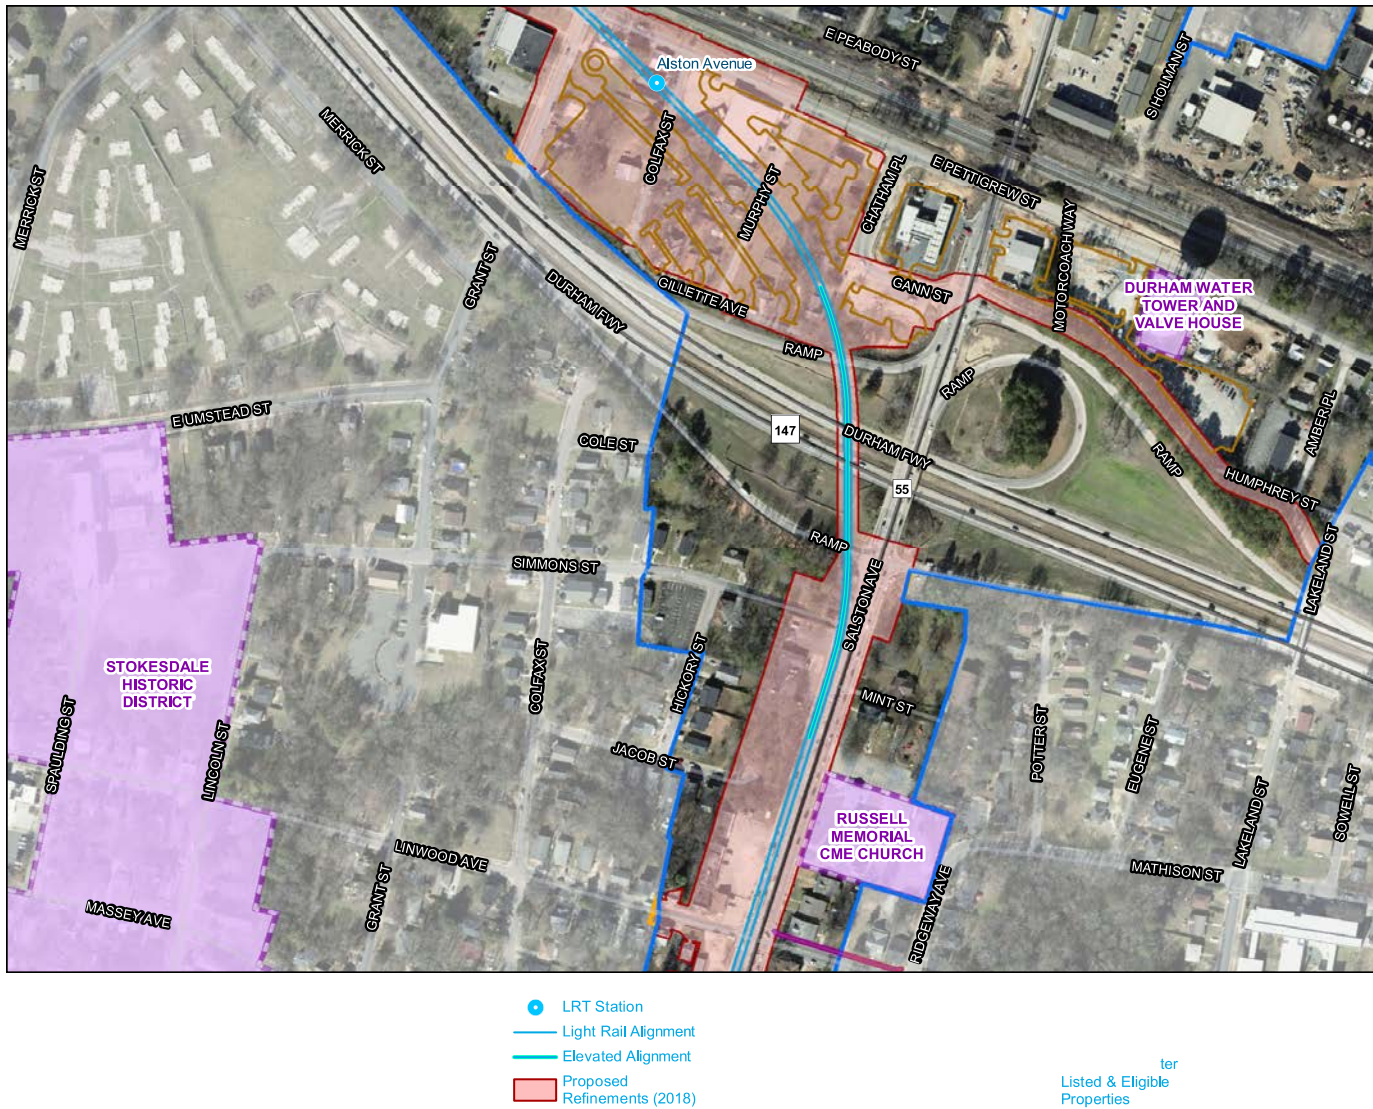 E PEABODY ST
Alston Avenue
S HOLMAN ST
MERRICK ST
MERRICK ST
COLFAX ST
MURPHY ST
CHATHAM PL
E PETTIGREW ST
MOTORCOACH WAY
GRANT ST
DURHAM FWY
GILLETTE AVE
GANN ST
DURHAM WATER
TOWER AND
VALVE HOUSE
RAMP
RAMP
E UMSTEAD ST
COLE ST
147
DURHAM FWY
55
RAMP
AMBER PL
HUMPHREY ST
RAMP
SIMMONS ST
S ALSTON AVE
LAKELAND ST
STOKESDALE
HISTORIC
DISTRICT
COLFAX ST
HICKORY ST
MINT ST
SPAULDING ST
LINCOLN ST
JACOB ST
POTTER ST
EUGENE ST
LAKELAND ST
SOWELL ST
RUSSELL
MEMORIAL
CME CHURCH
LINWOOD AVE
MATHISON ST
MASSEY AVE
GRANT ST
RIDGEWAY AVE
LRT Station
Light Rail Alignment
Elevated Alignment
Proposed
Refinements (2018)
ter
Listed & Eligible
Properties